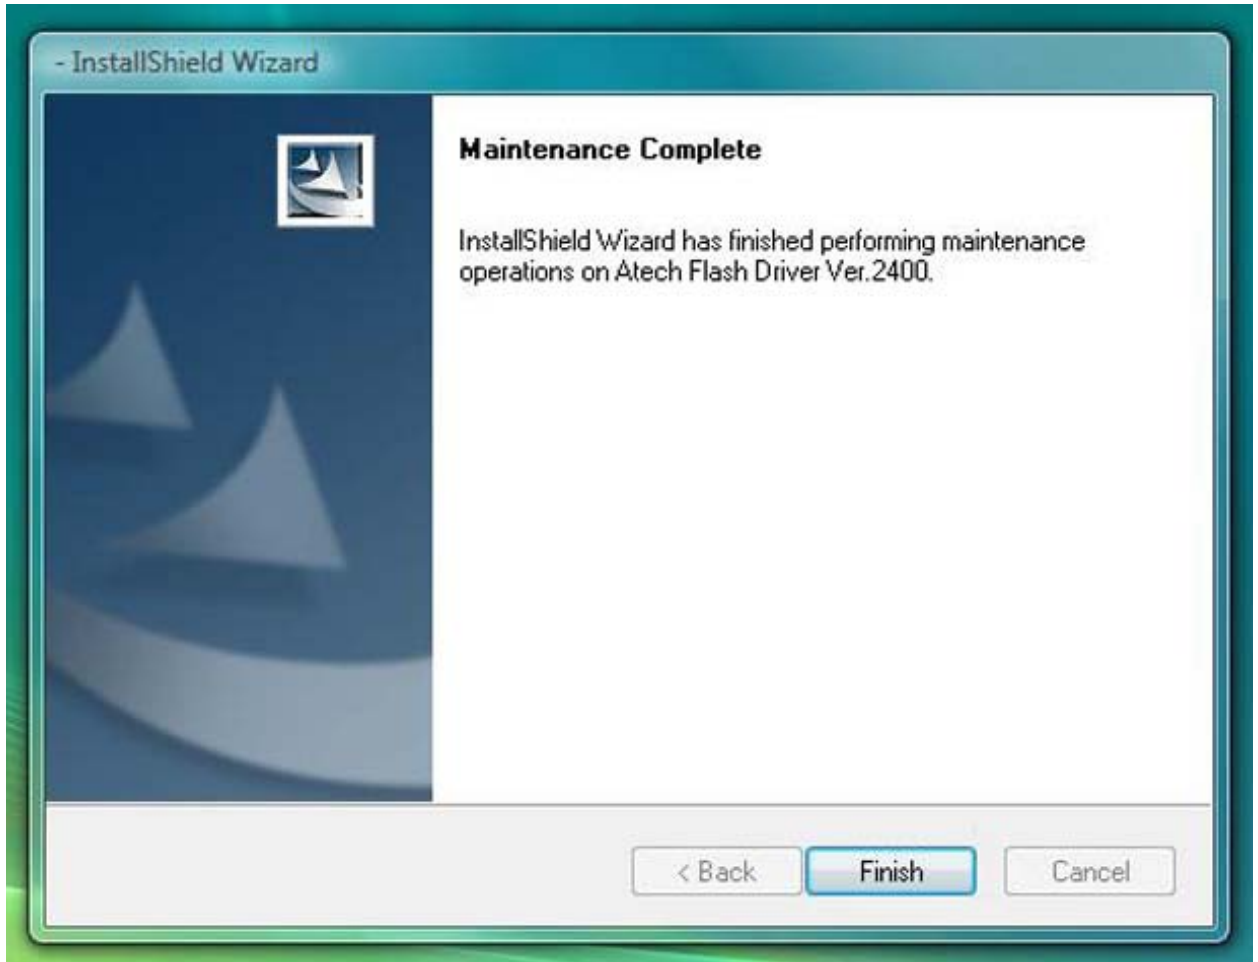 - InstallShield Wizard
Maintenance Complete
InstallShield Wizard has finished performing maintenance
operations on Atech Flash Driver Ver.2400.
< Back
Finish
Cancel